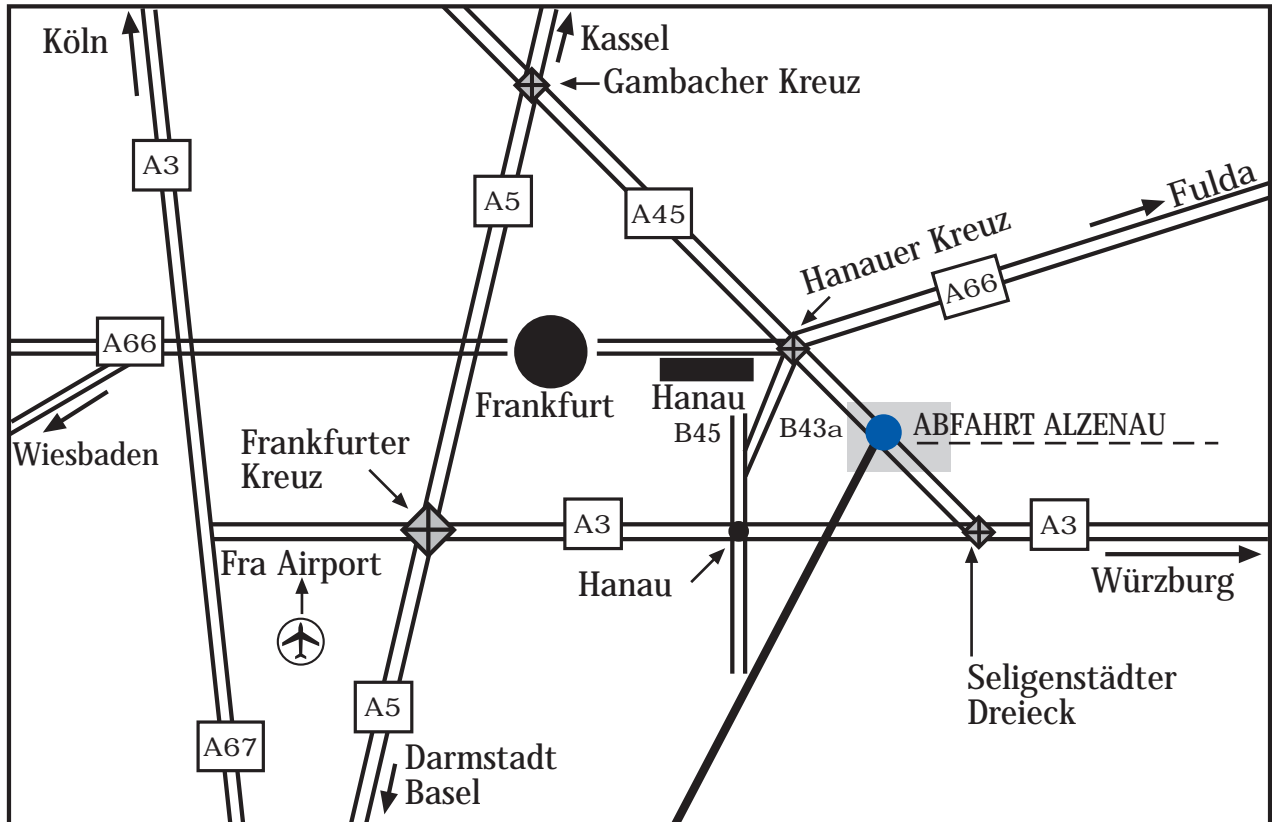 Köln
Kassel
Gambacher Kreuz
A3
A5
A45
Fulda
Hanauer Kreuz
A66
A66
Frankfurt
Hanau
B45
B43a
ABFAHRT ALZENAU
Wiesbaden
Frankfurter
Kreuz
A3
A3
Fra Airport
Hanau
Würzburg
Seligenstädter
Dreieck
A5
A67
Darmstadt
Basel